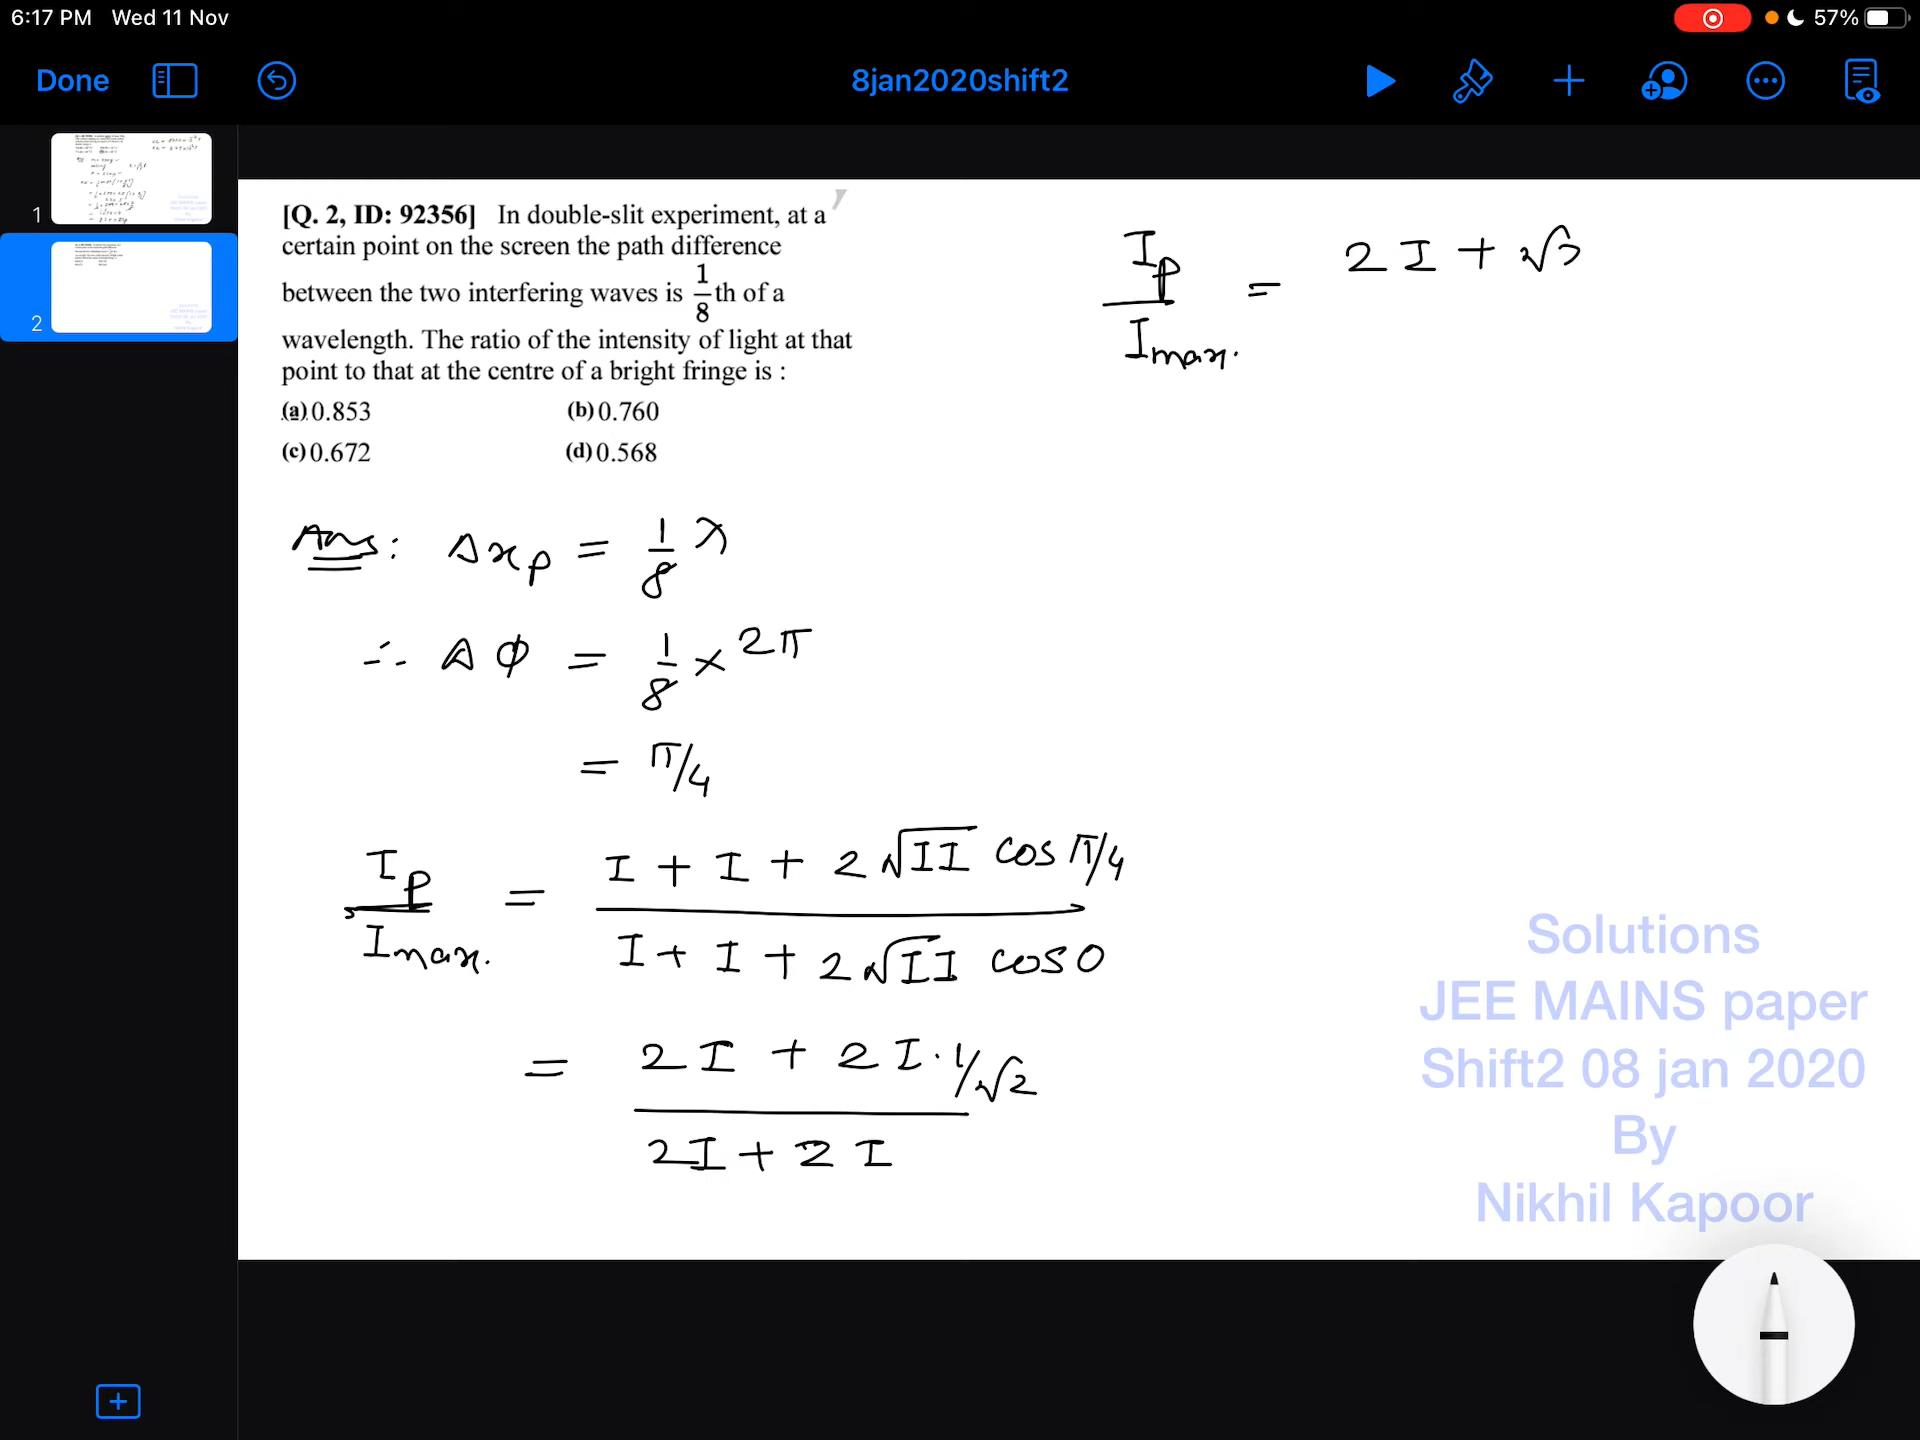 6:17 PM Wed 11 Nov
57%
Done
8jan2020shift2
1
2
[Q. 2, ID: 92356] In double-slit experiment, at a
certain point on the screen the path difference
between the two interfering waves is 1/8 th of a
wavelength. The ratio of the intensity of light at that
point to that at the centre of a bright fringe is :
(a) 0.853 (b) 0.760
(c) 0.672 (d) 0.568
Ans: Δxp = 1/8 λ
∴ Δϕ = 1/8 × 2π
= π/4
Ip/Imax. = (I + I + 2√II cos π/4)/(I + I + 2√II cos 0)
= (2I + 2I · 1/√2)/(2I + 2I)
Ip/Imax. = 2I + √
Solutions
JEE MAINS paper
Shift2 08 jan 2020
By
Nikhil Kapoor